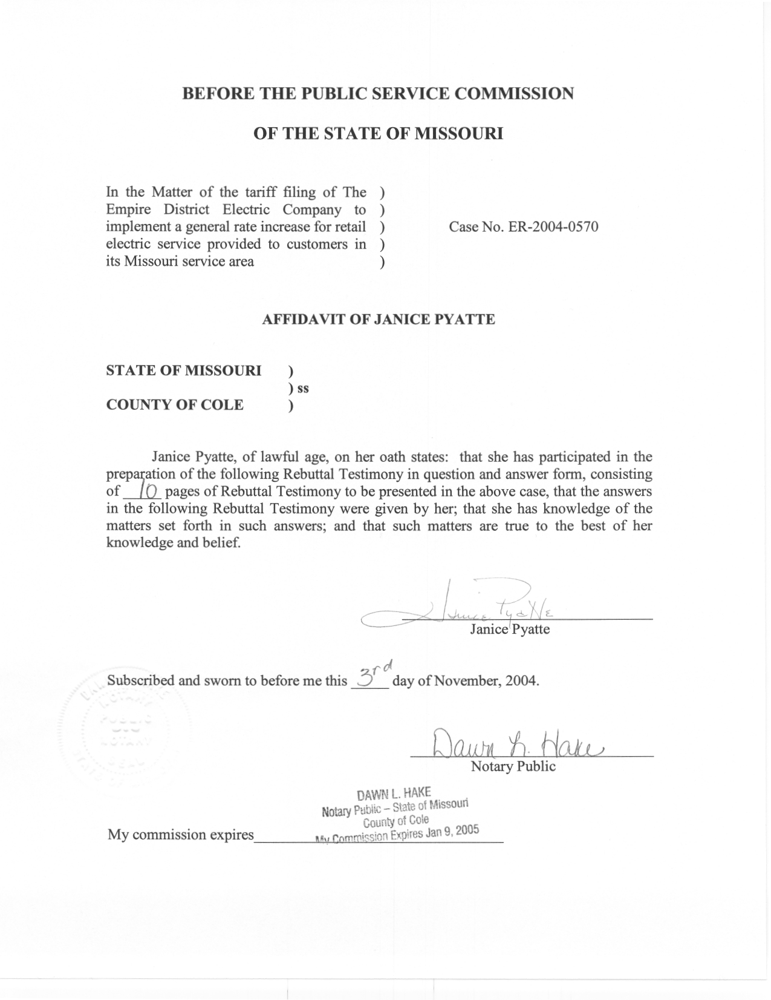 BEFORE THE PUBLIC SERVICE COMMISSION
OF THE STATE OF MISSOURI
In the Matter of the tariff filing of The )
Empire District Electric Company to )
implement a general rate increase for retail ) Case No. ER-2004-0570
electric service provided to customers in )
its Missouri service area )
AFFIDAVIT OF JANICE PYATTE
STATE OF MISSOURI )
) ss
COUNTY OF COLE )
Janice Pyatte, of lawful age, on her oath states: that she has participated in the
preparation of the following Rebuttal Testimony in question and answer form, consisting
of 10 pages of Rebuttal Testimony to be presented in the above case, that the answers
in the following Rebuttal Testimony were given by her; that she has knowledge of the
matters set forth in such answers; and that such matters are true to the best of her
knowledge and belief.
Janice Pyatte
Janice Pyatte
Subscribed and sworn to before me this 3rd day of November, 2004.
NOTARY
PUBLIC
NOTARY
SEAL
Dawn L. Hake
Notary Public
DAWN L. HAKE
Notary Public – State of Missouri
County of Cole
My commission expires My Commission Expires Jan 9, 2005